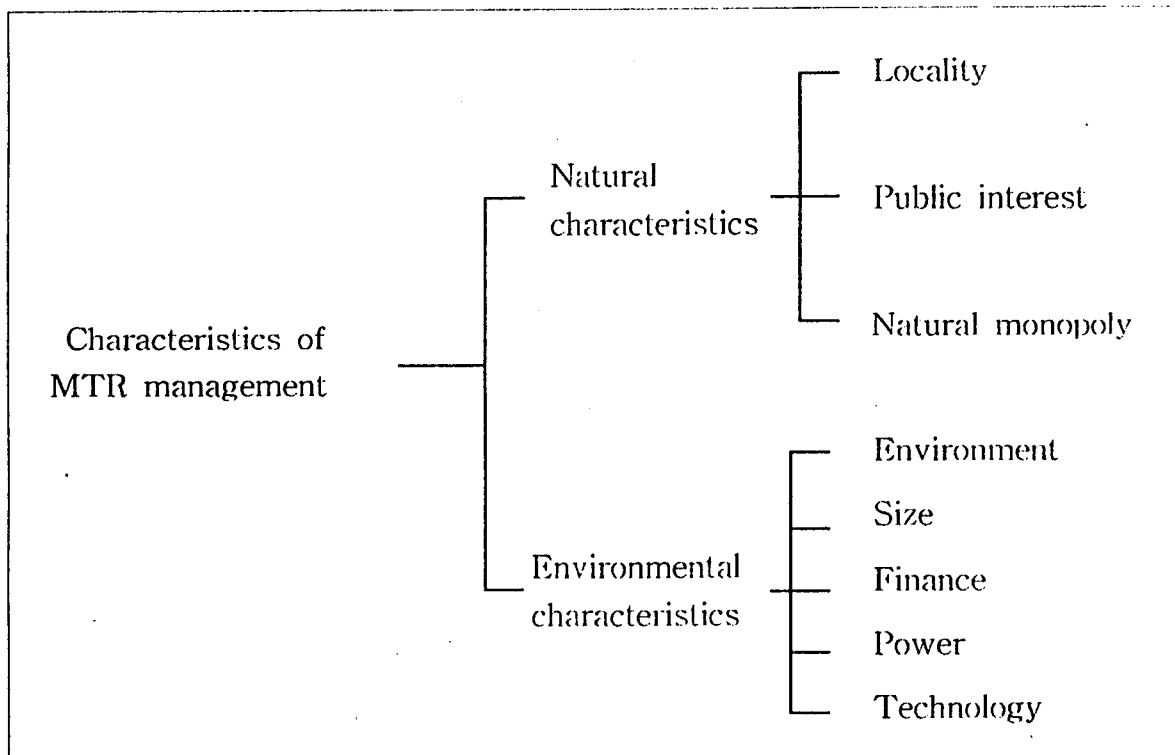 Characteristics of
MTR management
Natural
characteristics
Locality
Public interest
Natural monopoly
Environmental
characteristics
Environment
Size
Finance
Power
Technology